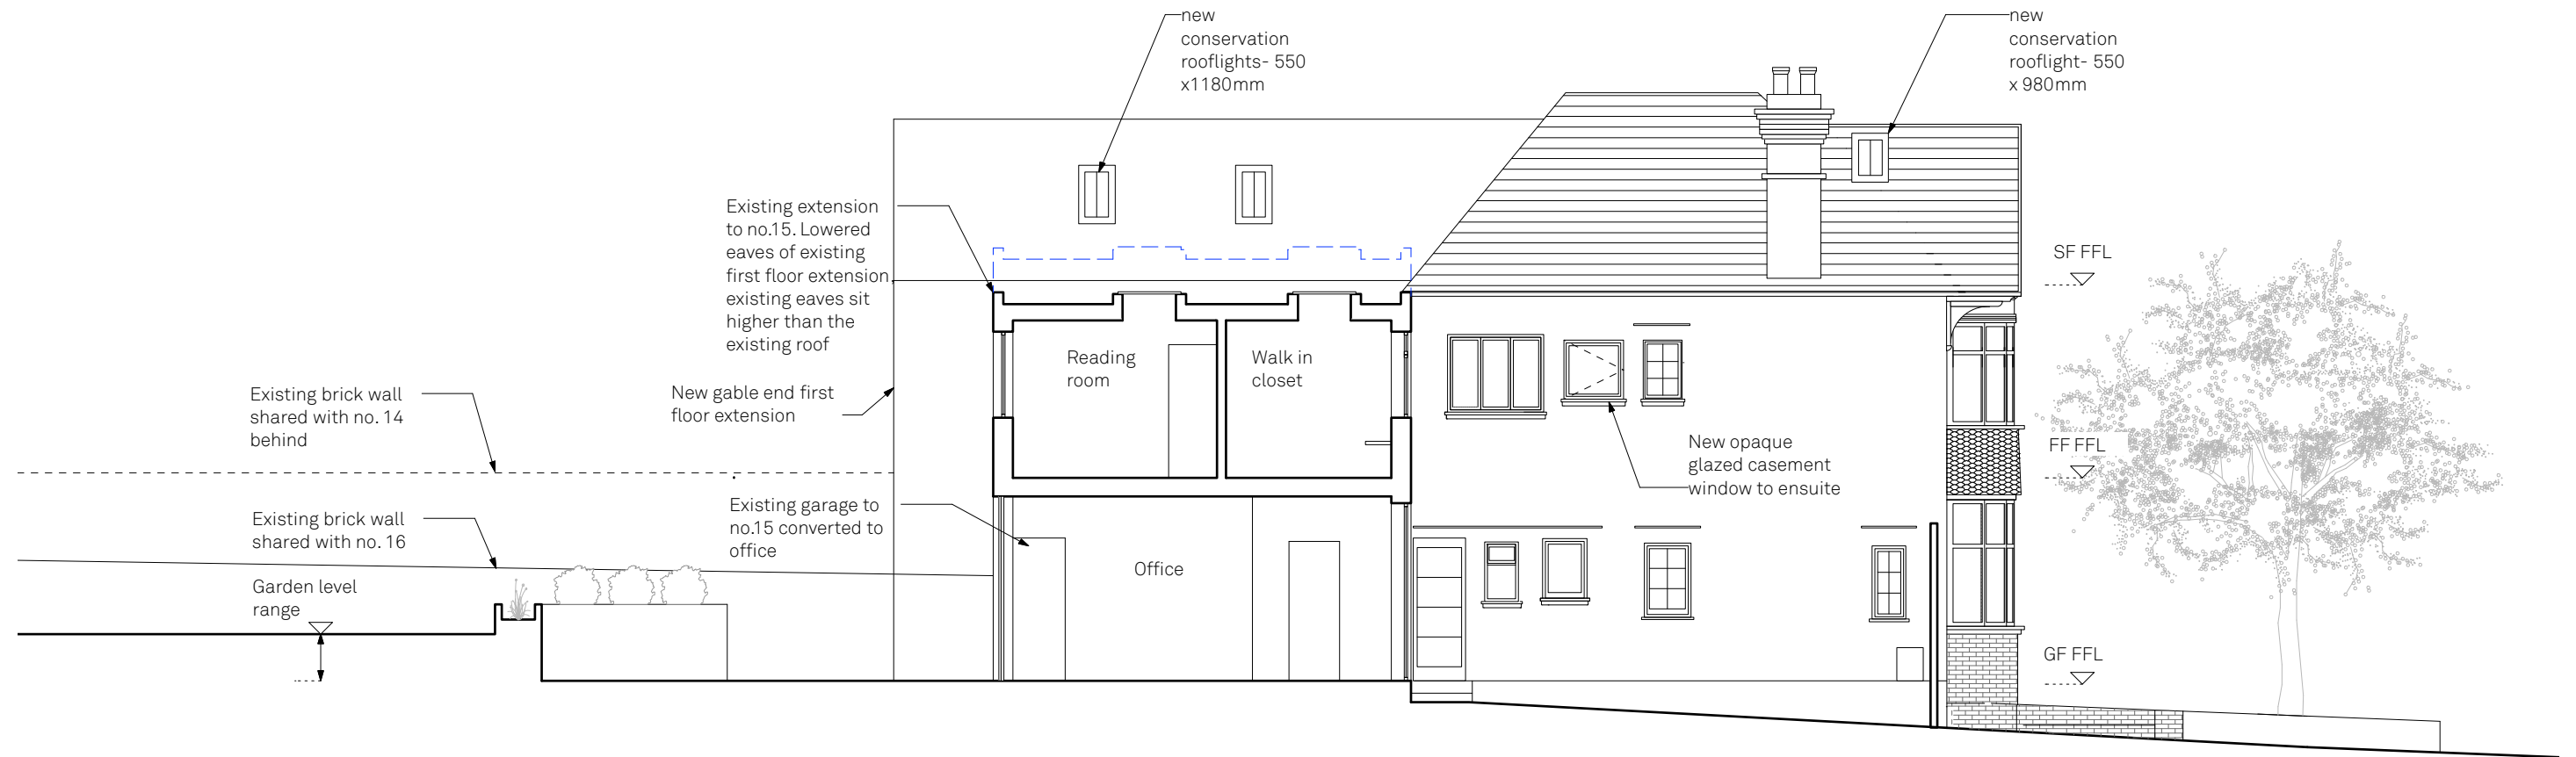 new
conservation
rooflights- 550
x1180mm
new
conservation
rooflight- 550
x 980mm
Existing extension
to no.15. Lowered
eaves of existing
first floor extension
existing eaves sit
higher than the
existing roof
SF FFL
Reading
room
Walk in
closet
New gable end first
floor extension
Existing brick wall
shared with no. 14
behind
New opaque
glazed casement
window to ensuite
FF FFL
Existing garage to
no.15 converted to
office
Existing brick wall
shared with no. 16
Office
Garden level
range
GF FFL